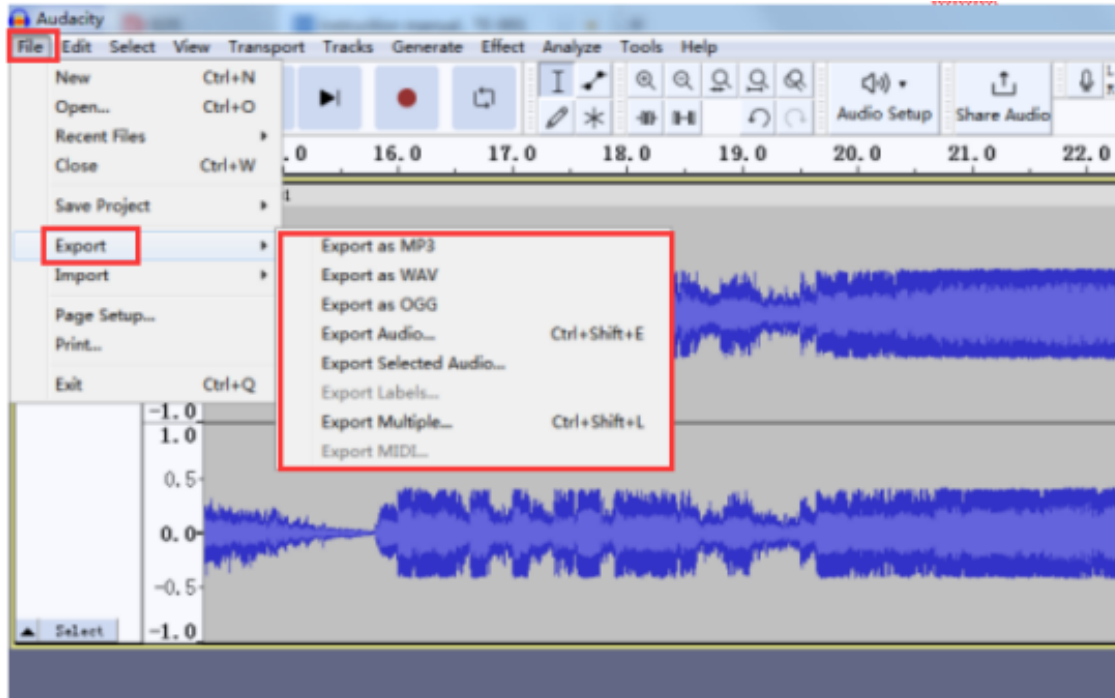 Audacity
File Edit Select View Transport Tracks Generate Effect Analyze Tools Help
New Ctrl+N
Open... Ctrl+O
Recent Files
Close Ctrl+W
Save Project
Export
Import
Page Setup...
Print...
Exit Ctrl+Q
Audio Setup
Share Audio
.0 16.0 17.0 18.0 19.0 20.0 21.0 22.0
Export as MP3
Export as WAV
Export as OGG
Export Audio... Ctrl+Shift+E
Export Selected Audio...
Export Labels...
Export Multiple... Ctrl+Shift+L
Export MIDI...
-1.0
1.0
0.5
0.0
-0.5
-1.0
Select